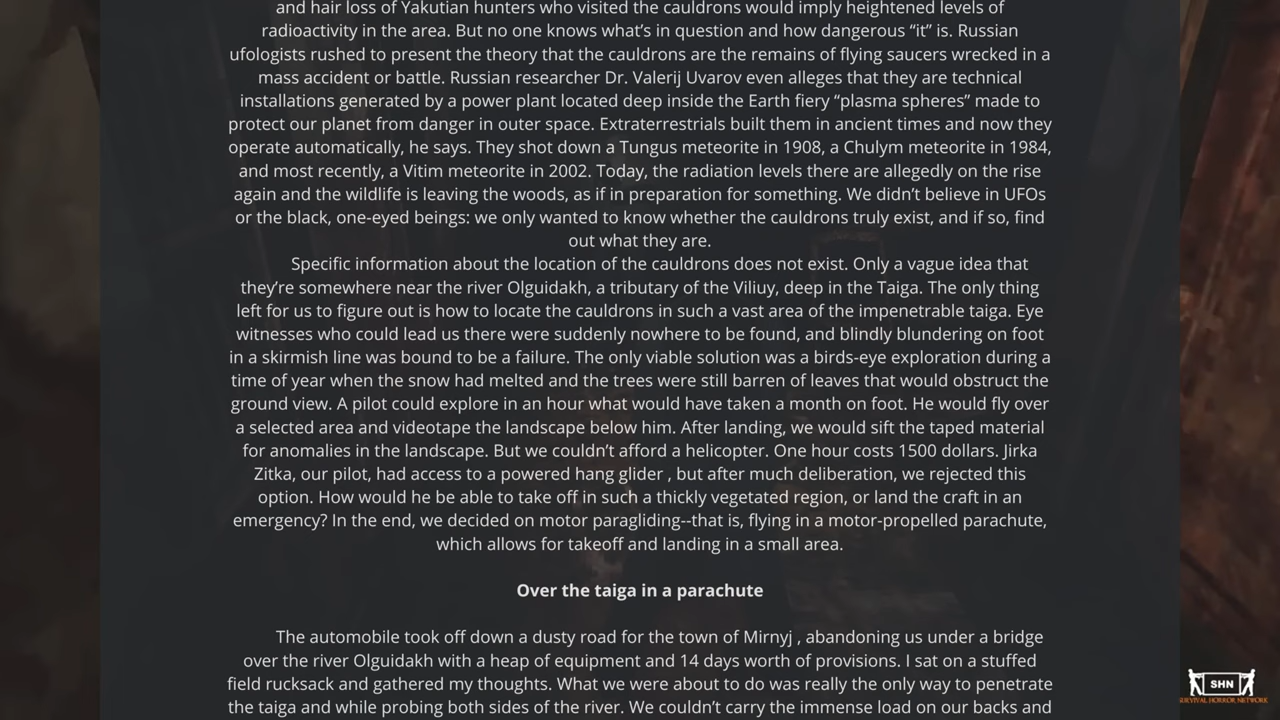 and hair loss of Yakutian hunters who visited the cauldrons would imply heightened levels of
radioactivity in the area. But no one knows what's in question and how dangerous “it” is. Russian
ufologists rushed to present the theory that the cauldrons are the remains of flying saucers wrecked in a
mass accident or battle. Russian researcher Dr. Valerij Uvarov even alleges that they are technical
installations generated by a power plant located deep inside the Earth fiery “plasma spheres” made to
protect our planet from danger in outer space. Extraterrestrials built them in ancient times and now they
operate automatically, he says. They shot down a Tungus meteorite in 1908, a Chulym meteorite in 1984,
and most recently, a Vitim meteorite in 2002. Today, the radiation levels there are allegedly on the rise
again and the wildlife is leaving the woods, as if in preparation for something. We didn’t believe in UFOs
or the black, one-eyed beings: we only wanted to know whether the cauldrons truly exist, and if so, find
out what they are.
Specific information about the location of the cauldrons does not exist. Only a vague idea that
they’re somewhere near the river Olguidakh, a tributary of the Viliuy, deep in the Taiga. The only thing
left for us to figure out is how to locate the cauldrons in such a vast area of the impenetrable taiga. Eye
witnesses who could lead us there were suddenly nowhere to be found, and blindly blundering on foot
in a skirmish line was bound to be a failure. The only viable solution was a birds-eye exploration during a
time of year when the snow had melted and the trees were still barren of leaves that would obstruct the
ground view. A pilot could explore in an hour what would have taken a month on foot. He would fly over
a selected area and videotape the landscape below him. After landing, we would sift the taped material
for anomalies in the landscape. But we couldn’t afford a helicopter. One hour costs 1500 dollars. Jirka
Zitka, our pilot, had access to a powered hang glider , but after much deliberation, we rejected this
option. How would he be able to take off in such a thickly vegetated region, or land the craft in an
emergency? In the end, we decided on motor paragliding--that is, flying in a motor-propelled parachute,
which allows for takeoff and landing in a small area.
Over the taiga in a parachute
The automobile took off down a dusty road for the town of Mirnyj , abandoning us under a bridge
over the river Olguidakh with a heap of equipment and 14 days worth of provisions. I sat on a stuffed
field rucksack and gathered my thoughts. What we were about to do was really the only way to penetrate
the taiga and while probing both sides of the river. We couldn’t carry the immense load on our backs and
SHN
SURVIVAL HORROR NETWORK